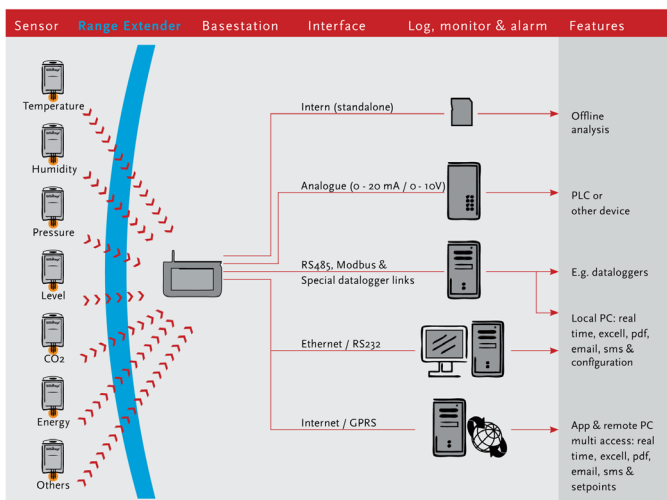 Sensor Range Extender Basestation Interface Log, monitor & alarm Features
Temperature
Humidity
Pressure
Level
CO2
Energy
Others
Intern (standalone)
Analogue (0 - 20 mA / 0 - 10V)
RS485, Modbus &
Special datalogger links
Ethernet / RS232
Internet / GPRS
Offline
analysis
PLC or
other device
E.g. dataloggers
Local PC: real
time, excell, pdf,
email, sms &
configuration
App & remote PC
multi access: real
time, excell, pdf,
email, sms &
setpoints